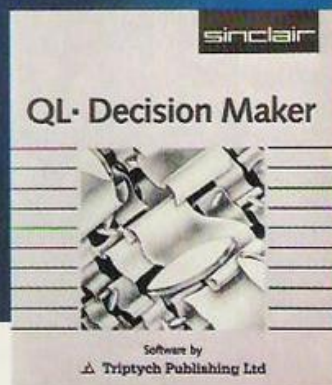 sinclair
QL· Decision Maker
Software by
Triptych Publishing Ltd